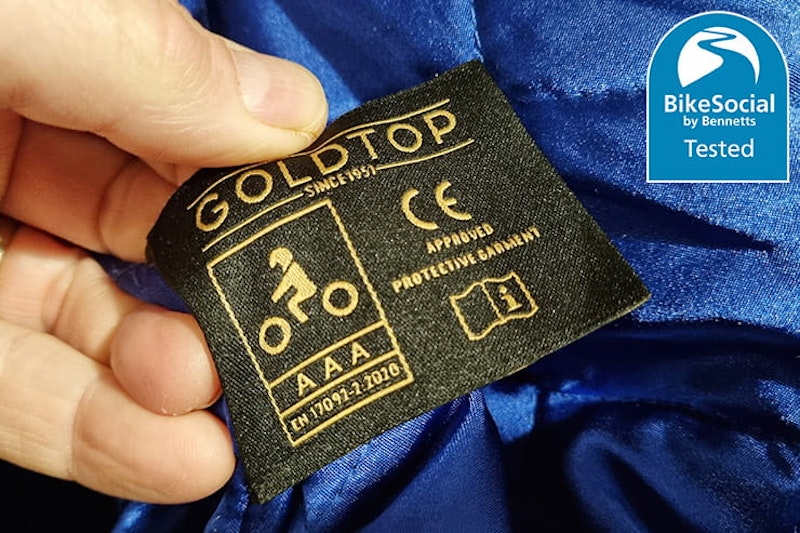 GOLDTOP
SINCE 1951
CE
APPROVED
PROTECTIVE GARMENT
i
AAA
EN 17092-2:2020
BikeSocial
by Bennetts
Tested